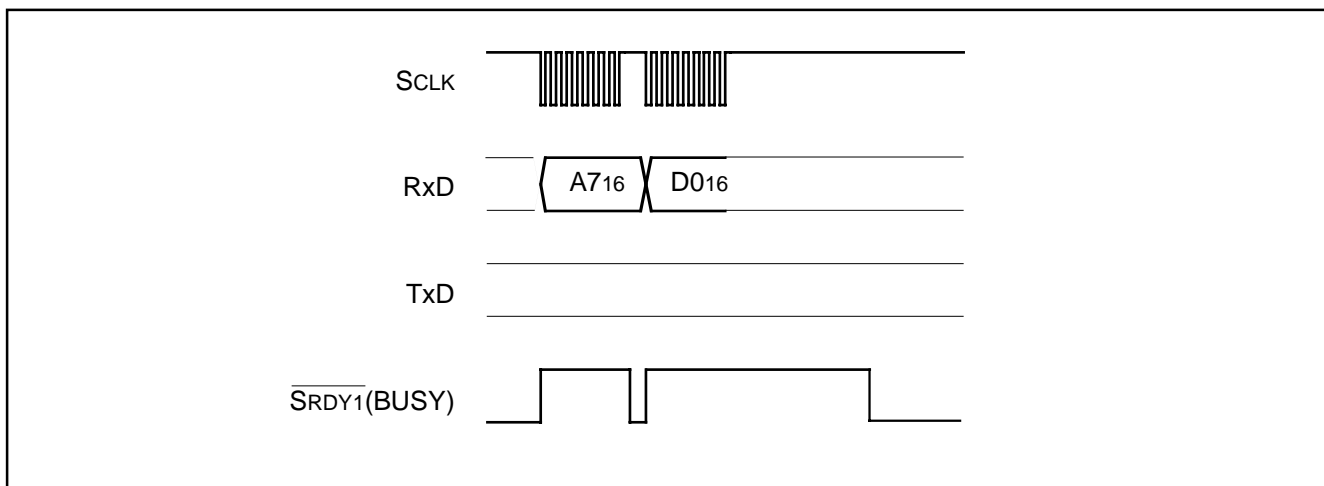 SCLK
RxD
A716
D016
TxD
SRDY1(BUSY)